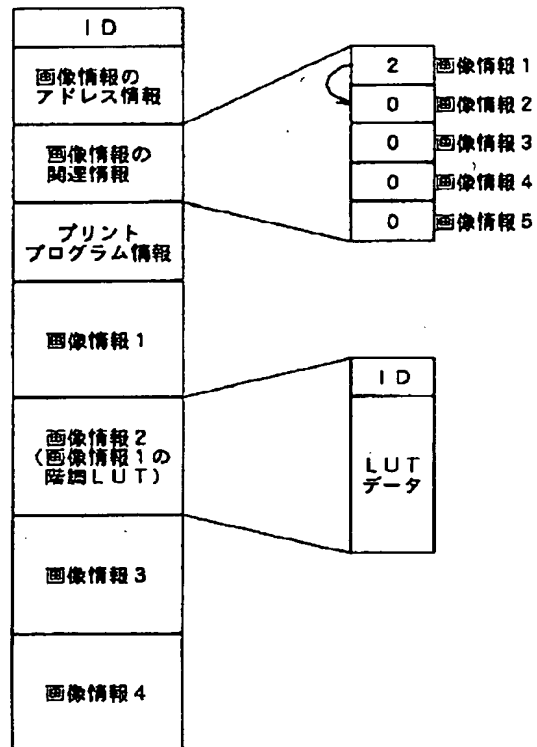 ID
画像情報の
アドレス情報
画像情報の
関連情報
プリント
プログラム情報
画像情報1
画像情報2
(画像情報1の
階調LUT)
画像情報3
画像情報4
2 画像情報1
0 画像情報2
0 画像情報3
0 画像情報4
0 画像情報5
ID
LUT
データ